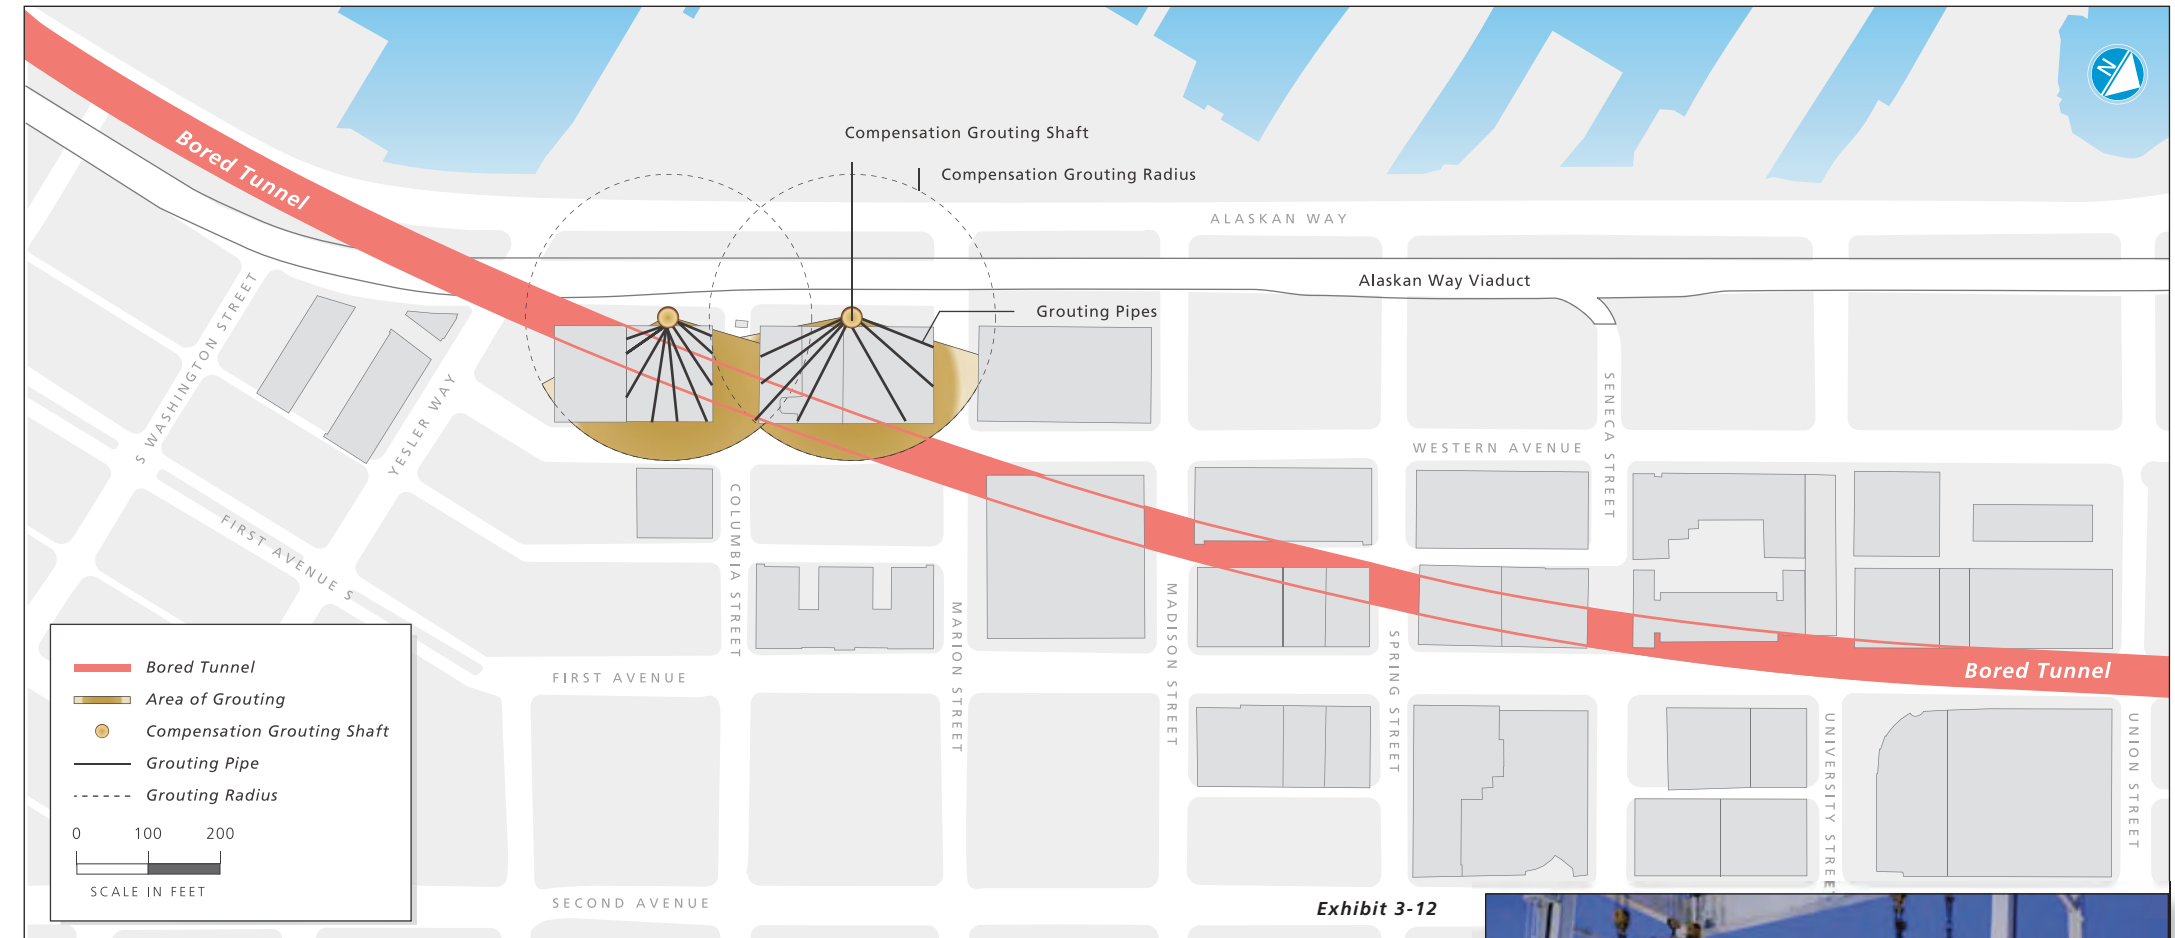 N
Compensation Grouting Shaft
Compensation Grouting Radius
Bored Tunnel
ALASKAN WAY
Alaskan Way Viaduct
Grouting Pipes
S WASHINGTON STREET
YESLER WAY
SENECA STREET
WESTERN AVENUE
FIRST AVENUE S
COLUMBIA STREET
MARION STREET
MADISON STREET
SPRING STREET
FIRST AVENUE
Bored Tunnel
UNIVERSITY STREE
UNION STREET
Bored Tunnel
Area of Grouting
Compensation Grouting Shaft
Grouting Pipe
Grouting Radius
0 100 200
SCALE IN FEET
SECOND AVENUE
Exhibit 3-12